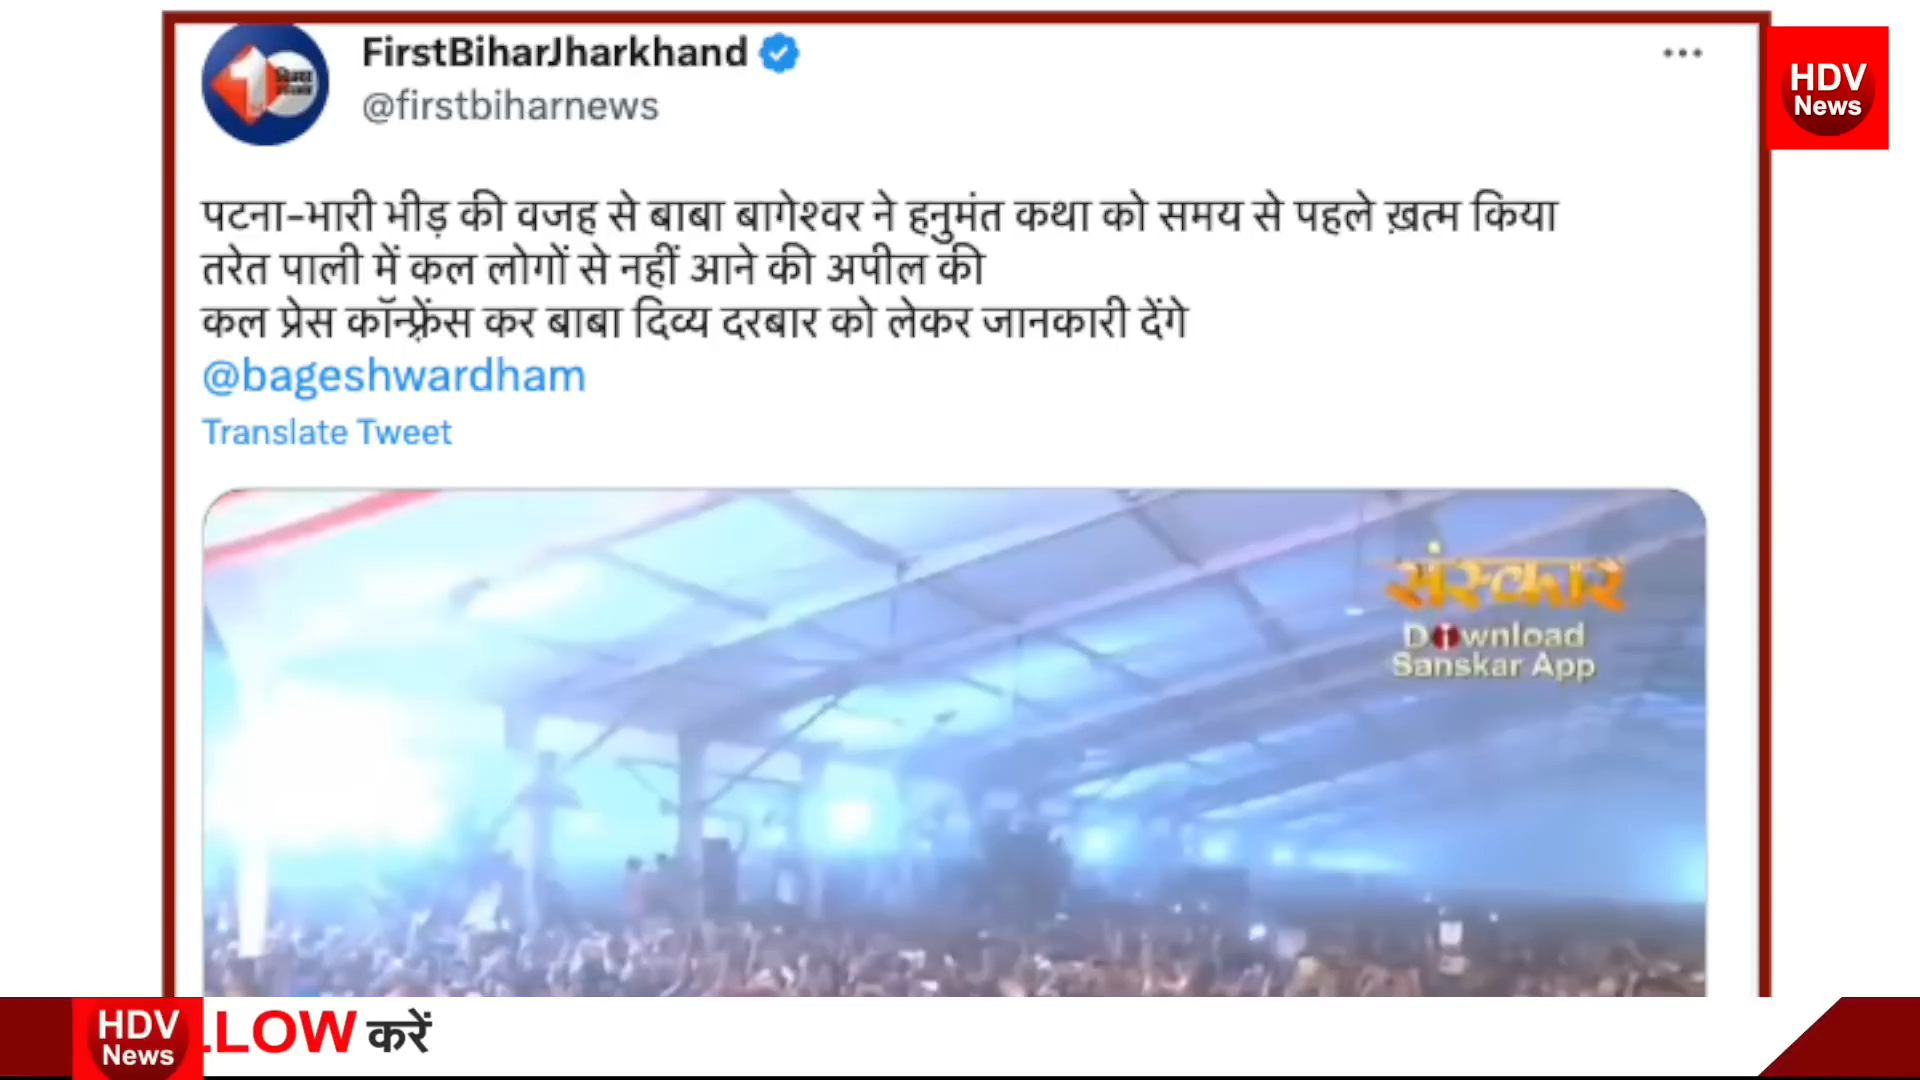 FirstBiharJharkhand
@firstbiharnews
HDV
News
पटना-भारी भीड़ की वजह से बाबा बागेश्वर ने हनुमंत कथा को समय से पहले ख़त्म किया
तरेत पाली में कल लोगों से नहीं आने की अपील की
कल प्रेस कॉन्फ़्रेंस कर बाबा दिव्य दरबार को लेकर जानकारी देंगे
@bageshwardham
Translate Tweet
संस्कार
Download
Sanskar App
HDV
News
LLOW करें